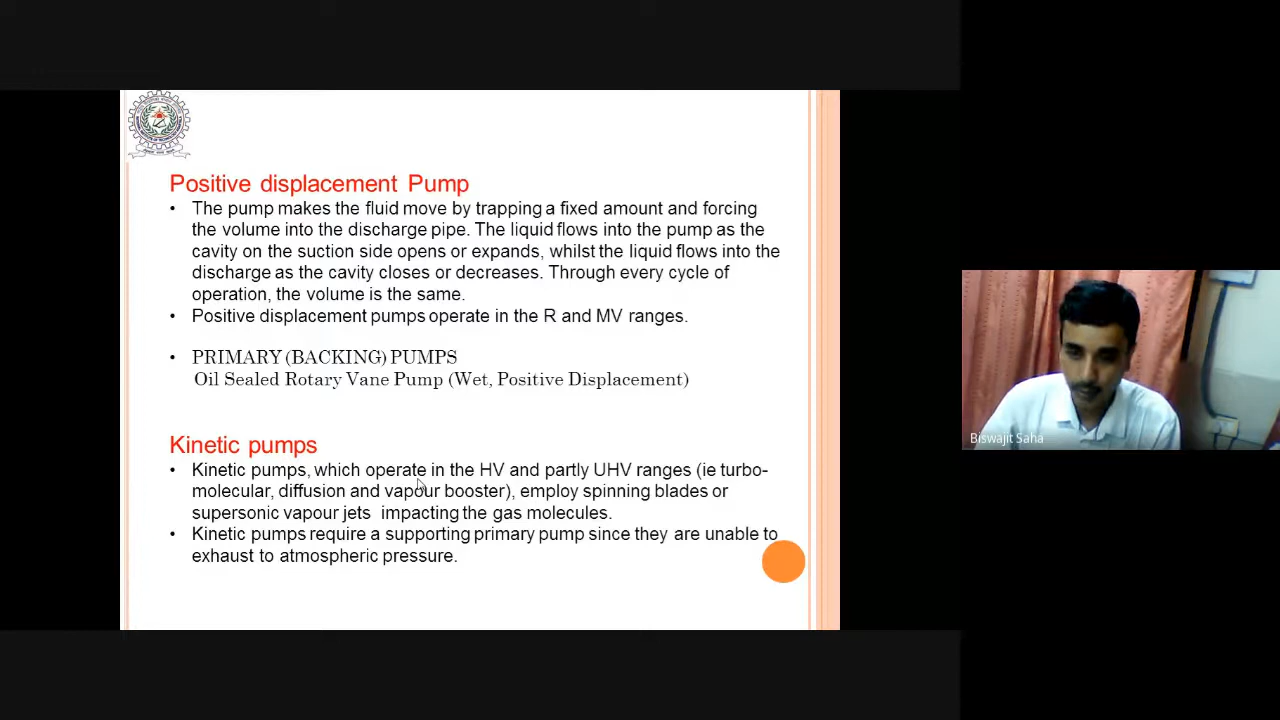 Positive displacement Pump
• The pump makes the fluid move by trapping a fixed amount and forcing
the volume into the discharge pipe. The liquid flows into the pump as the
cavity on the suction side opens or expands, whilst the liquid flows into the
discharge as the cavity closes or decreases. Through every cycle of
operation, the volume is the same.
• Positive displacement pumps operate in the R and MV ranges.
• PRIMARY (BACKING) PUMPS
Oil Sealed Rotary Vane Pump (Wet, Positive Displacement)
Kinetic pumps
• Kinetic pumps, which operate in the HV and partly UHV ranges (ie turbo-
molecular, diffusion and vapour booster), employ spinning blades or
supersonic vapour jets impacting the gas molecules.
• Kinetic pumps require a supporting primary pump since they are unable to
exhaust to atmospheric pressure.
Biswajit Saha